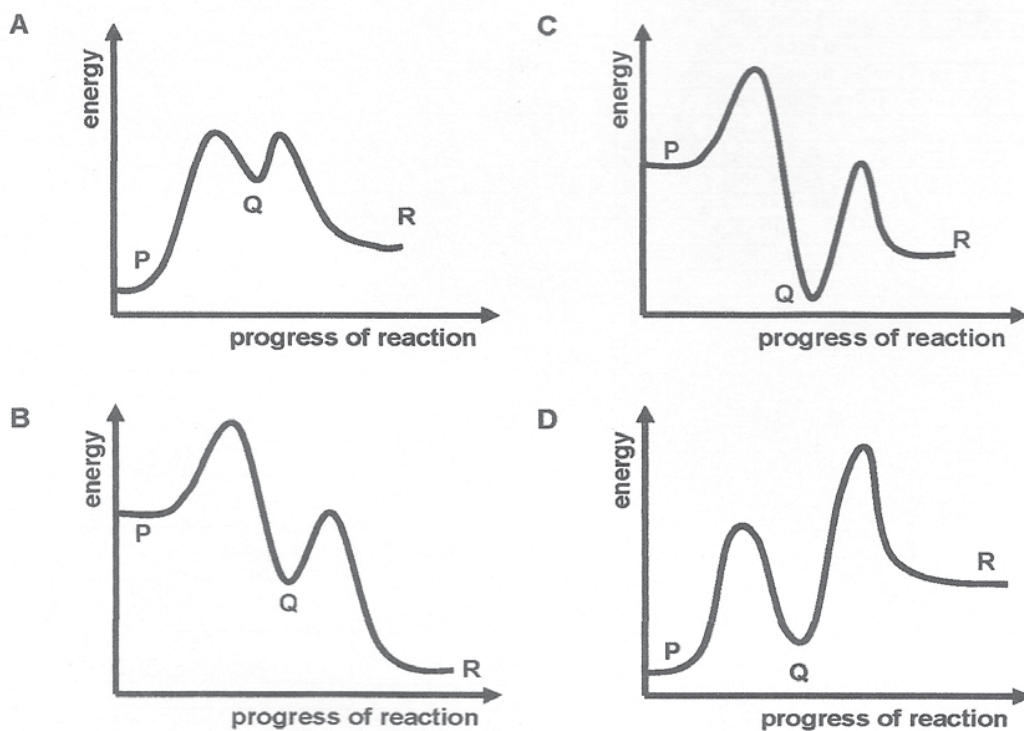 A
energy
P
Q
R
progress of reaction
C
energy
P
Q
R
progress of reaction
B
energy
P
Q
R
progress of reaction
D
energy
P
Q
R
progress of reaction